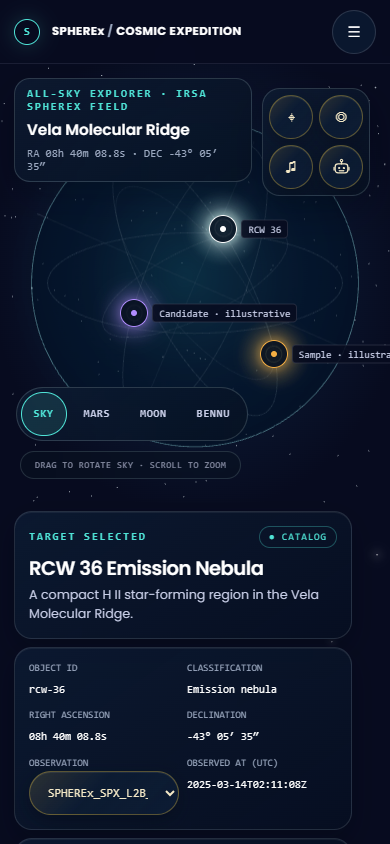 S SPHEREx / COSMIC EXPEDITION
ALL-SKY EXPLORER · IRSA
SPHEREX FIELD
Vela Molecular Ridge
RA 08h 40m 08.8s · DEC -43° 05′
35″
RCW 36
Candidate · illustrative
Sample · illustra
SKY MARS MOON BENNU
DRAG TO ROTATE SKY · SCROLL TO ZOOM
TARGET SELECTED
CATALOG
RCW 36 Emission Nebula
A compact H II star-forming region in the Vela
Molecular Ridge.
OBJECT ID CLASSIFICATION
rcw-36 Emission nebula
RIGHT ASCENSION DECLINATION
08h 40m 08.8s -43° 05′ 35″
OBSERVATION OBSERVED AT (UTC)
SPHEREx_SPX_L2B_ 2025-03-14T02:11:08Z